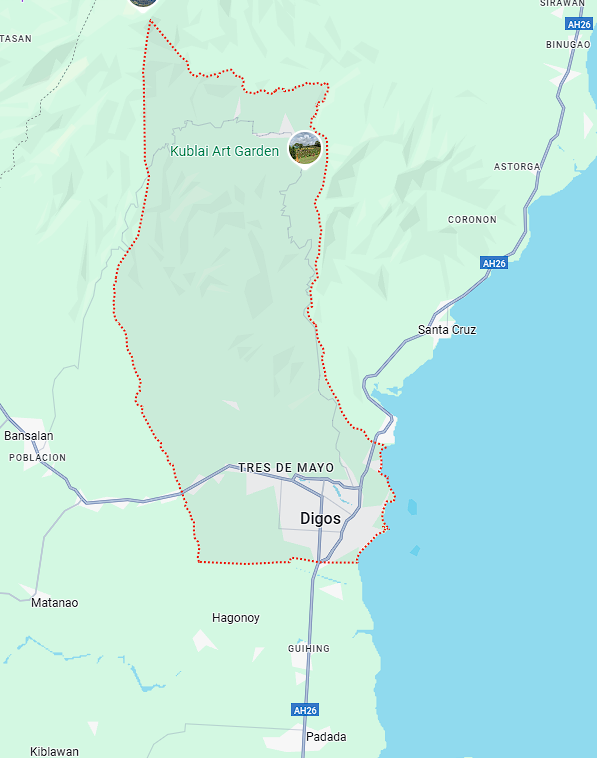 SIRAWAN
AH26
TASAN
BINUGAO
Kublai Art Garden
ASTORGA
CORONON
AH26
Santa Cruz
Bansalan
POBLACION
TRES DE MAYO
Digos
Matanao
Hagonoy
GUIHING
AH26
Padada
Kiblawan